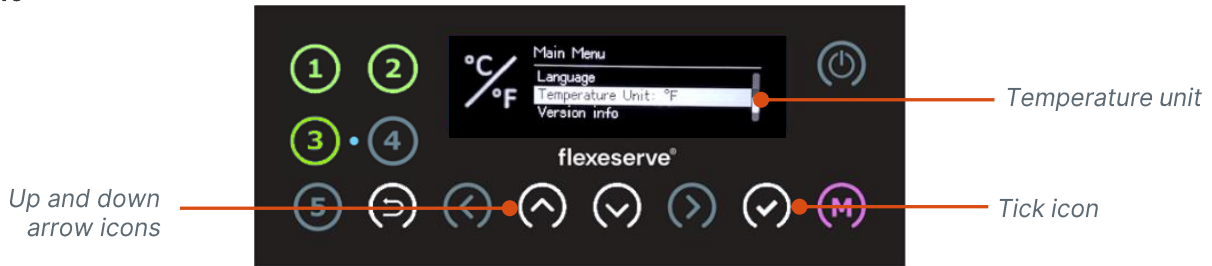 1 2
°C/°F
Main Menu
Language
Temperature Unit: °F
Version info
Temperature unit
3 4
flexeserve®
Up and down
arrow icons
5
M
Tick icon